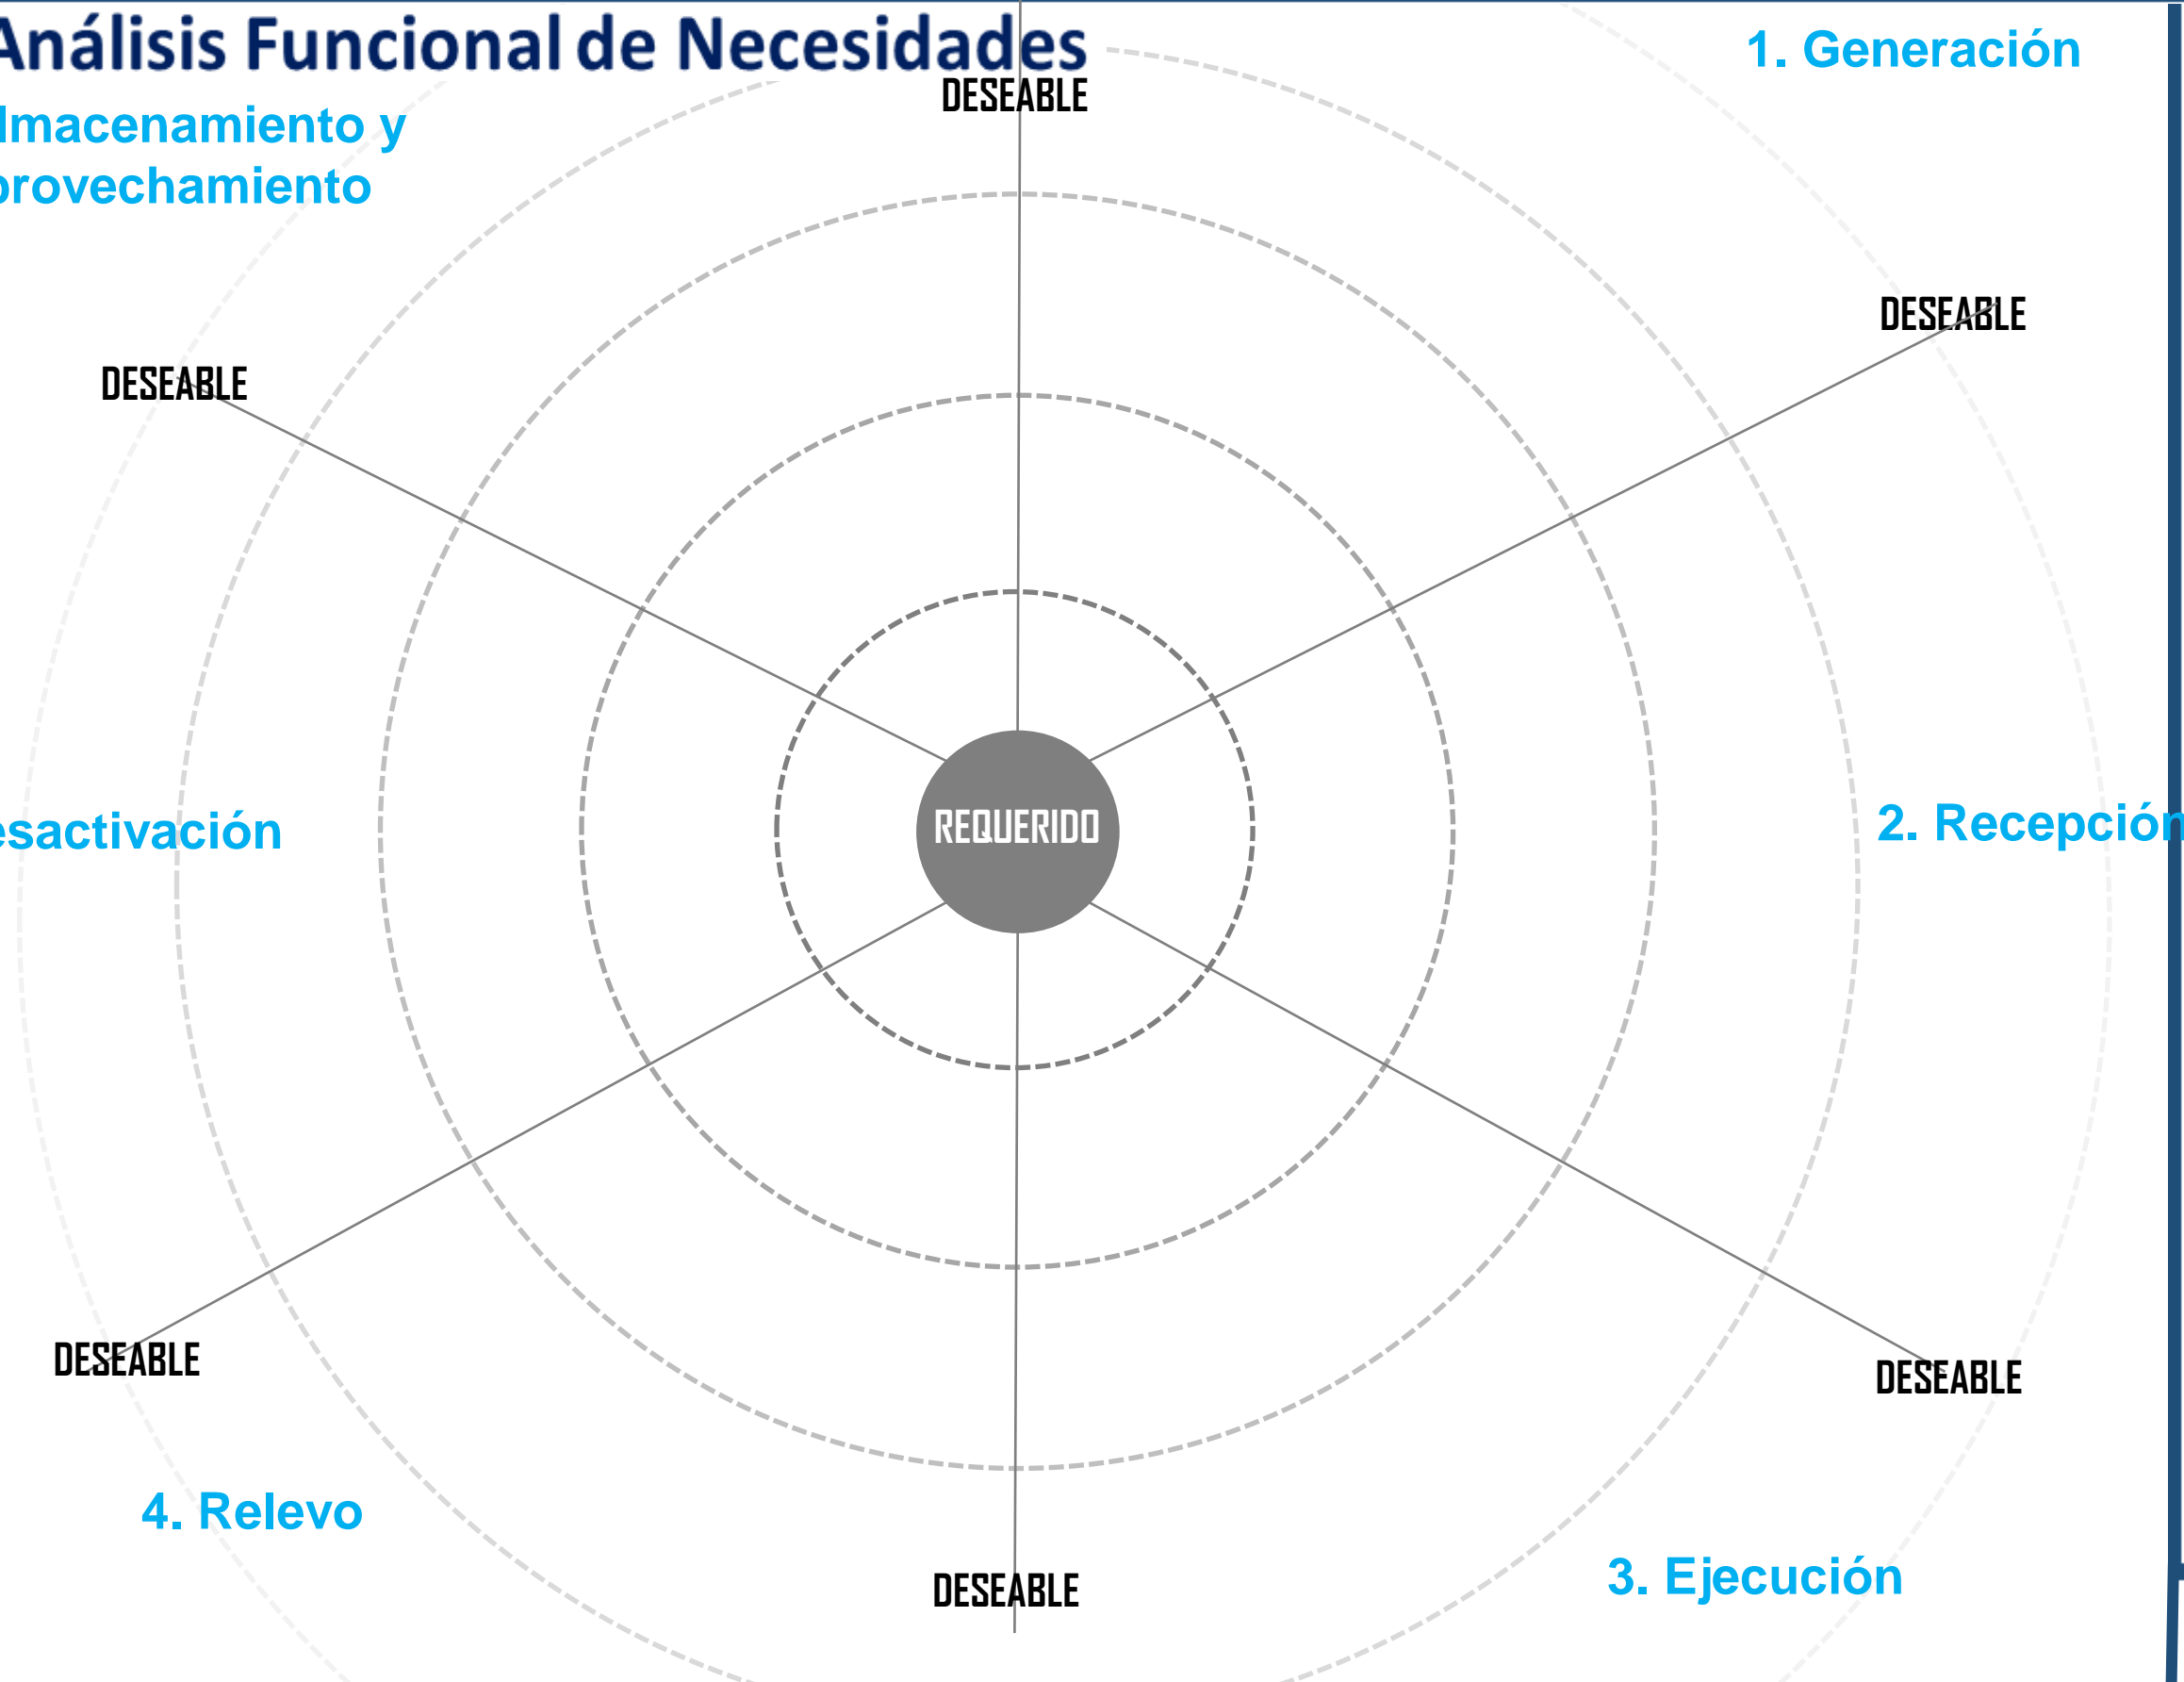 Análisis Funcional de Necesidades
1. Generación
DESEABLE
lmacenamiento y
provechamiento
DESEABLE
DESEABLE
REQUERIDO
esactivación
2. Recepción
DESEABLE
DESEABLE
4. Relevo
3. Ejecución
DESEABLE